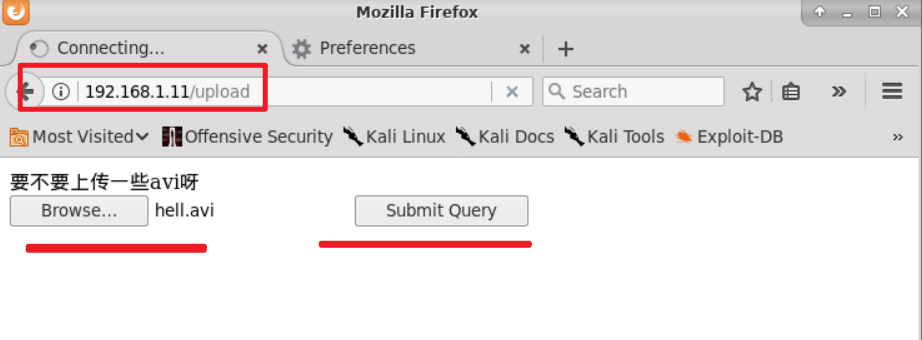 Mozilla Firefox
Connecting... Preferences
192.168.1.11/upload Search
Most Visited Offensive Security Kali Linux Kali Docs Kali Tools Exploit-DB
要不要上传一些avi呀
Browse... hell.avi Submit Query